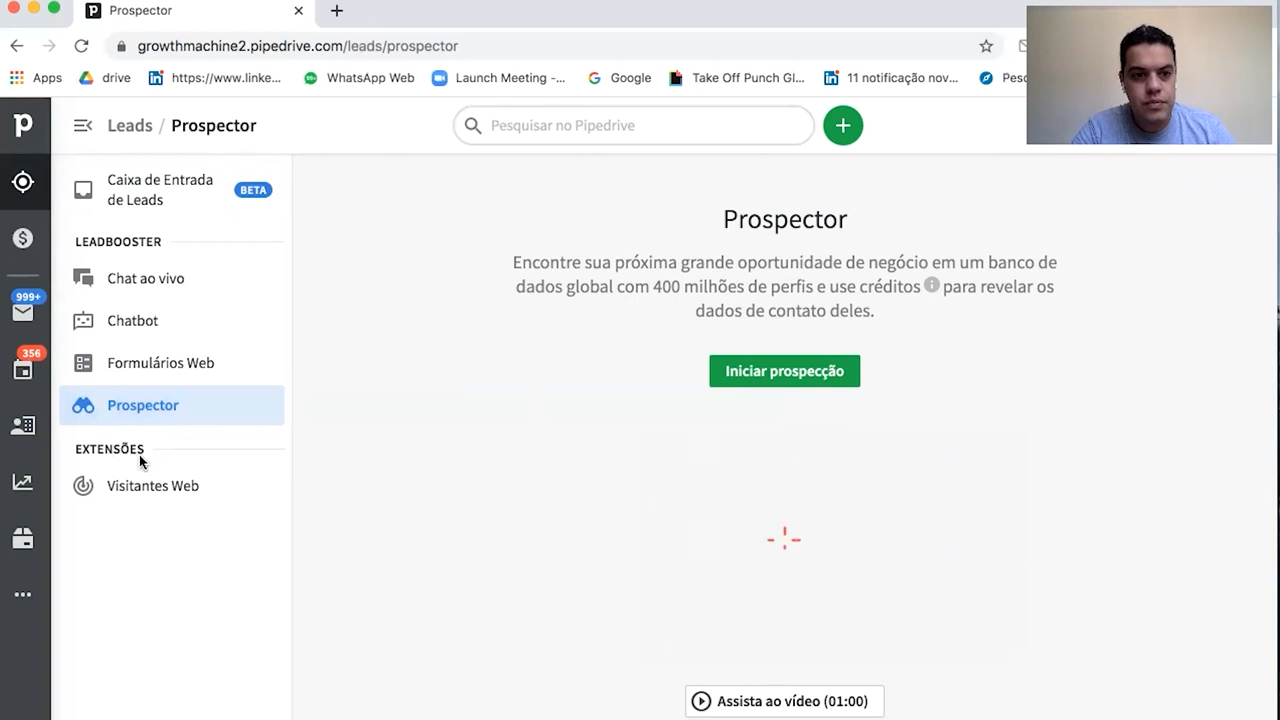 Prospector
growthmachine2.pipedrive.com/leads/prospector
Apps drive https://www.linke... WhatsApp Web Launch Meeting -... Google Take Off Punch Gl... 11 notificação nov...
Leads / Prospector
Pesquisar no Pipedrive
Caixa de Entrada
de Leads
BETA
LEADBOOSTER
Chat ao vivo
Chatbot
Formulários Web
Prospector
EXTENSÕES
Visitantes Web
999+
356
Prospector
Encontre sua próxima grande oportunidade de negócio em um banco de
dados global com 400 milhões de perfis e use créditos para revelar os
dados de contato deles.
Iniciar prospecção
Assista ao vídeo (01:00)